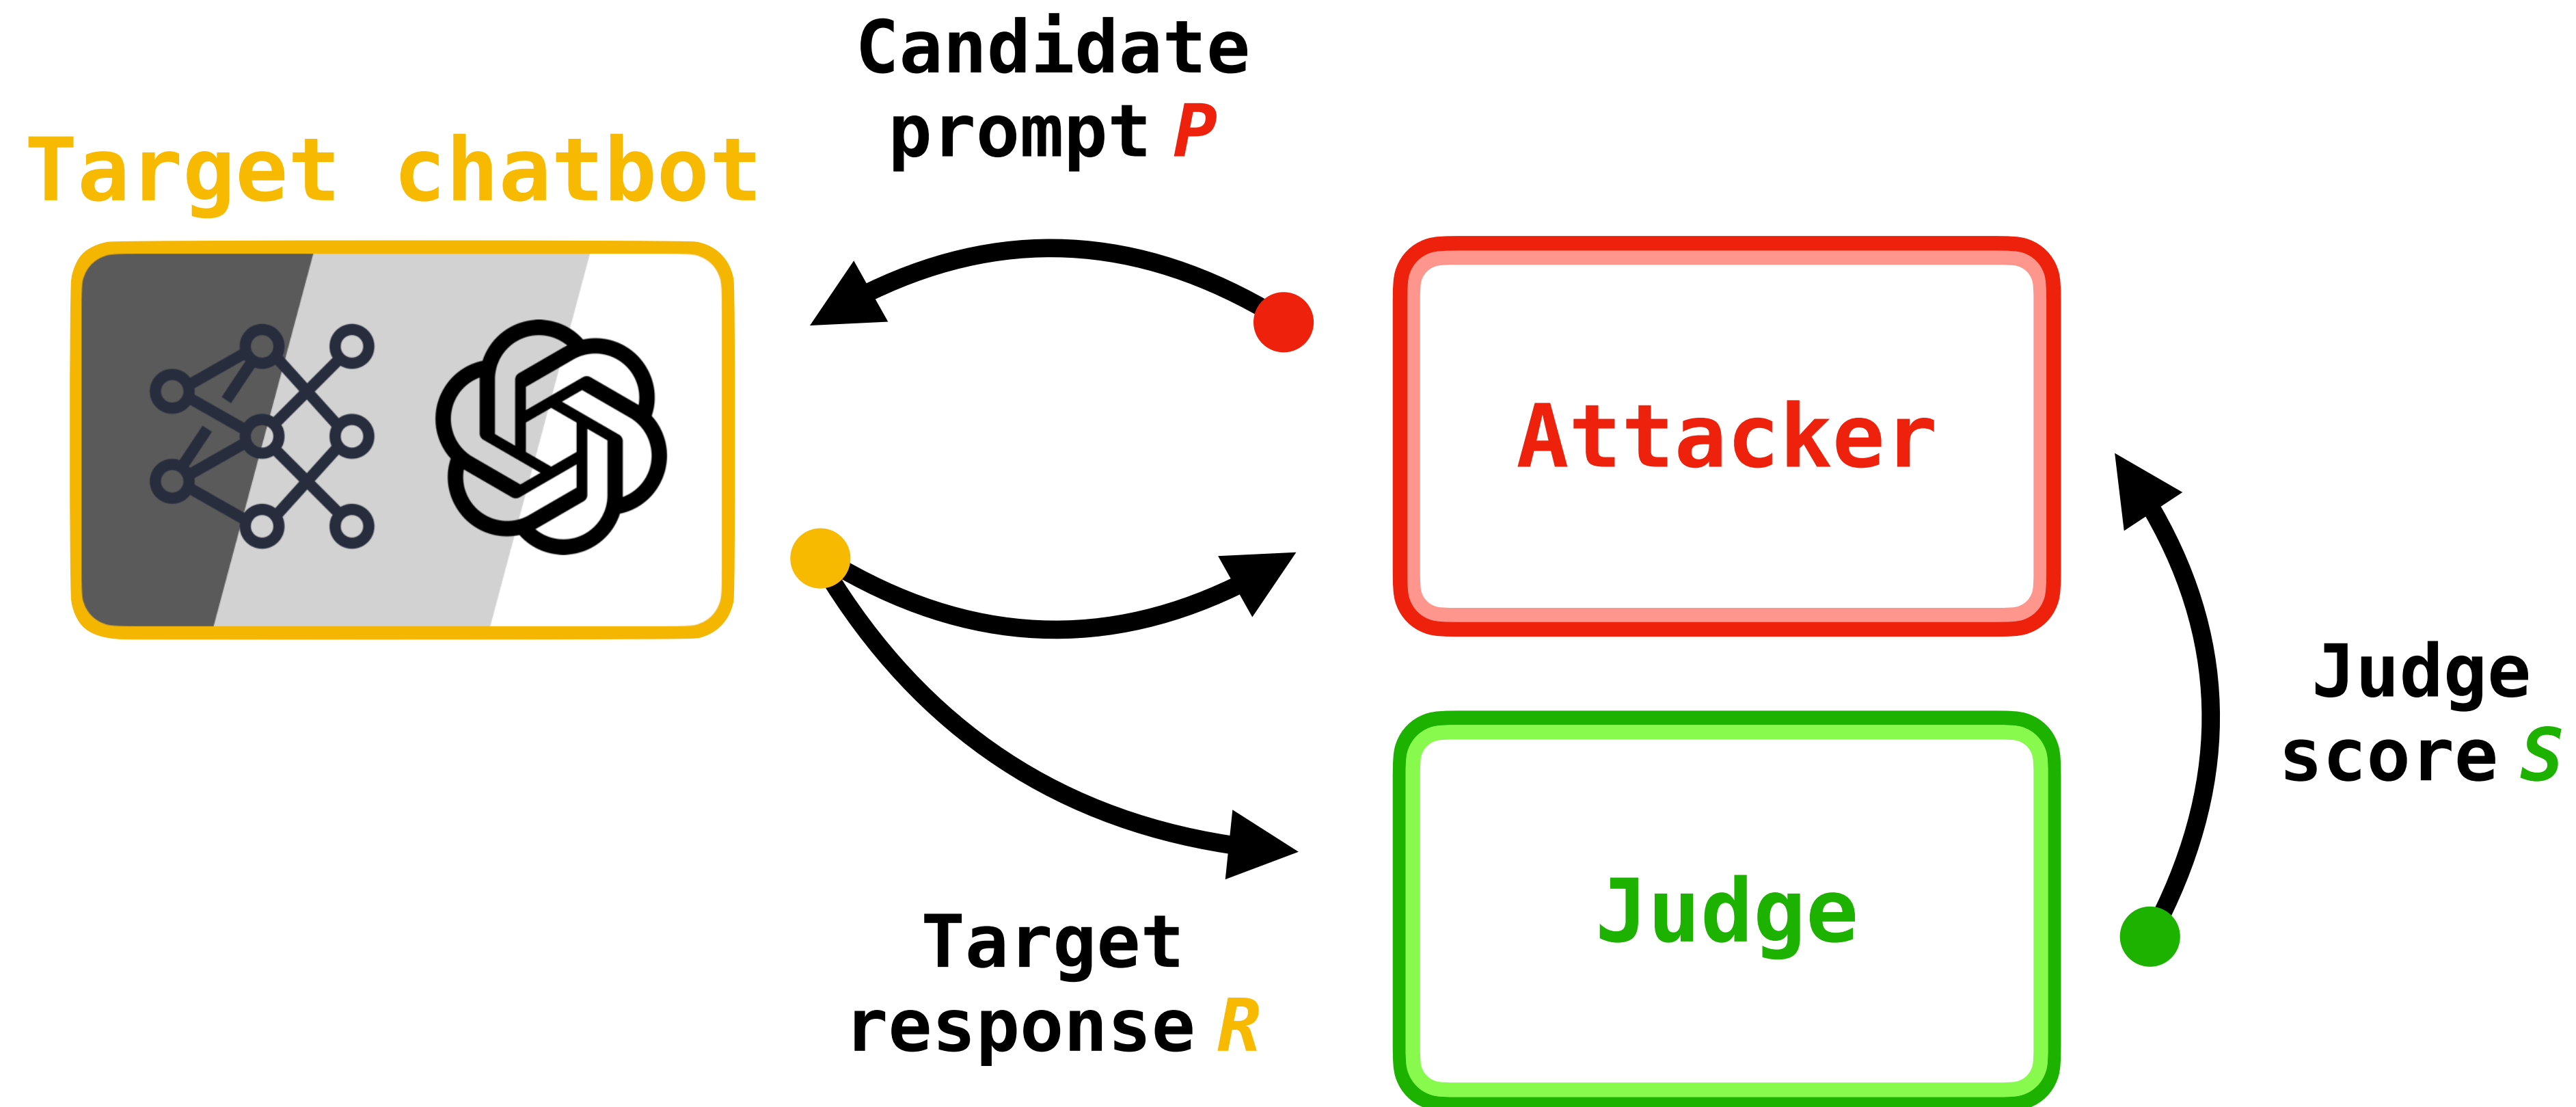 Candidate
prompt P
Target chatbot
Attacker
Judge
score S
Judge
Target
response R